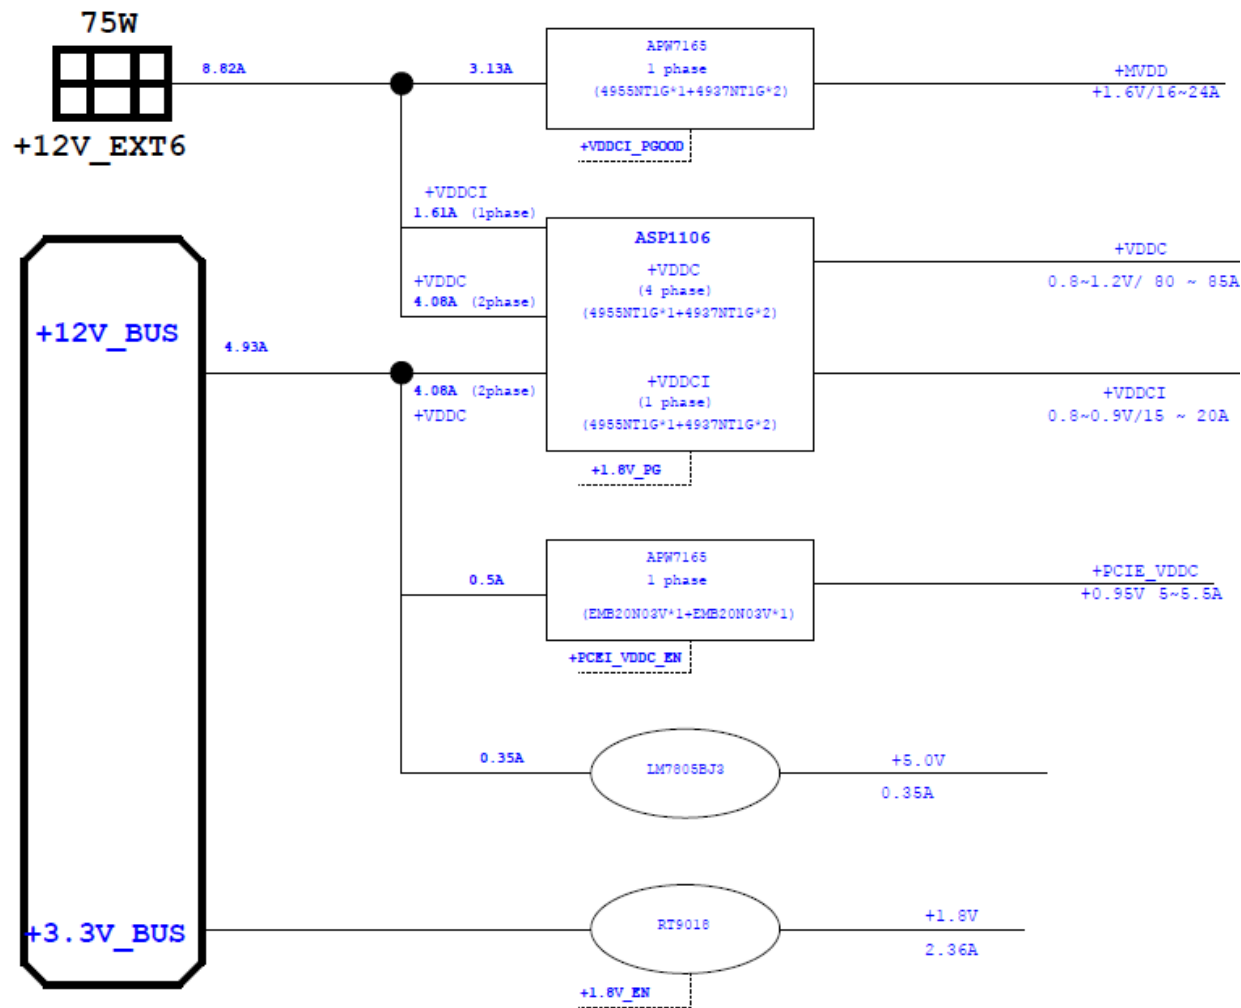 75W
+12V_EXT6
8.82A
3.13A
APW7165
1 phase
(4955NT1G*1+4937NT1G*2)
+MVDD
+1.6V/16~24A
+VDDCI_PGOOD
+VDDCI
1.61A (1phase)
+VDDC
4.08A (2phase)
ASP1106
+VDDC
(4 phase)
(4955NT1G*1+4937NT1G*2)
+VDDC
0.8~1.2V/ 80 ~ 85A
+12V_BUS
4.93A
4.08A (2phase)
+VDDC
+VDDCI
(1 phase)
(4955NT1G*1+4937NT1G*2)
+VDDCI
0.8~0.9V/15 ~ 20A
+1.8V_PG
0.5A
APW7165
1 phase
(EMB20N03V*1+EMB20N03V*1)
+PCIE_VDDC
+0.95V 5~5.5A
+PCEI_VDDC_EN
0.35A
LM7805BJ3
+5.0V
0.35A
+3.3V_BUS
RT9018
+1.8V
2.36A
+1.8V_EN